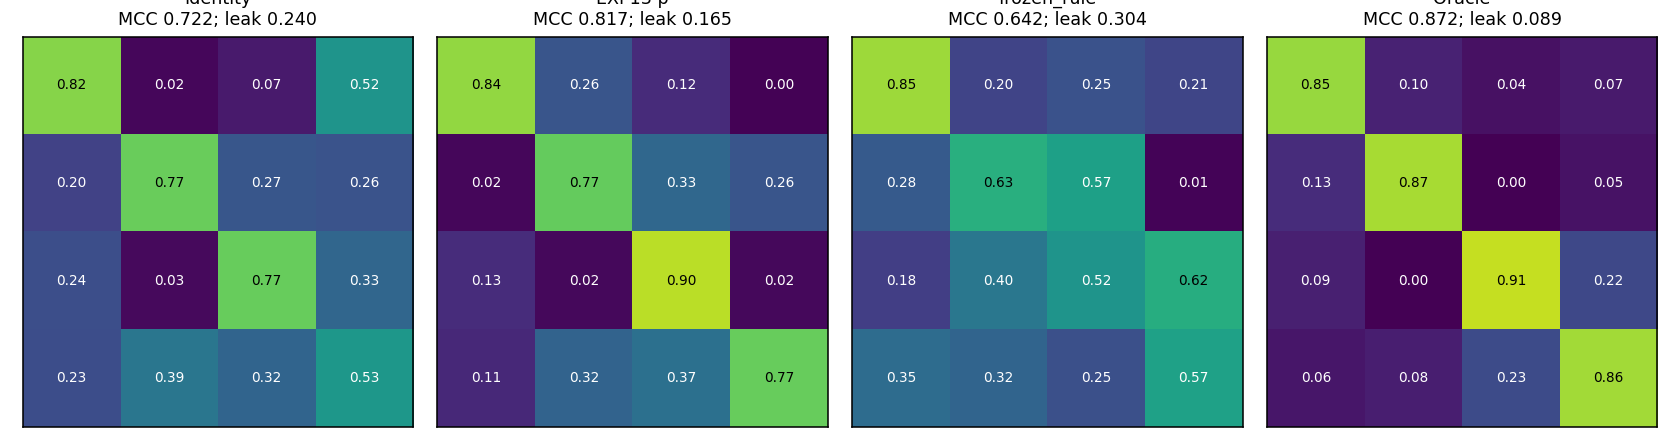 Identity
MCC 0.722; leak 0.240
0.82 0.02 0.07 0.52
0.20 0.77 0.27 0.26
0.24 0.03 0.77 0.33
0.23 0.39 0.32 0.53
MCC 0.817; leak 0.165
0.84 0.26 0.12 0.00
0.02 0.77 0.33 0.26
0.13 0.02 0.90 0.02
0.11 0.32 0.37 0.77
frozen_rule
MCC 0.642; leak 0.304
0.85 0.20 0.25 0.21
0.28 0.63 0.57 0.01
0.18 0.40 0.52 0.62
0.35 0.32 0.25 0.57
Oracle
MCC 0.872; leak 0.089
0.85 0.10 0.04 0.07
0.13 0.87 0.00 0.05
0.09 0.00 0.91 0.22
0.06 0.08 0.23 0.86